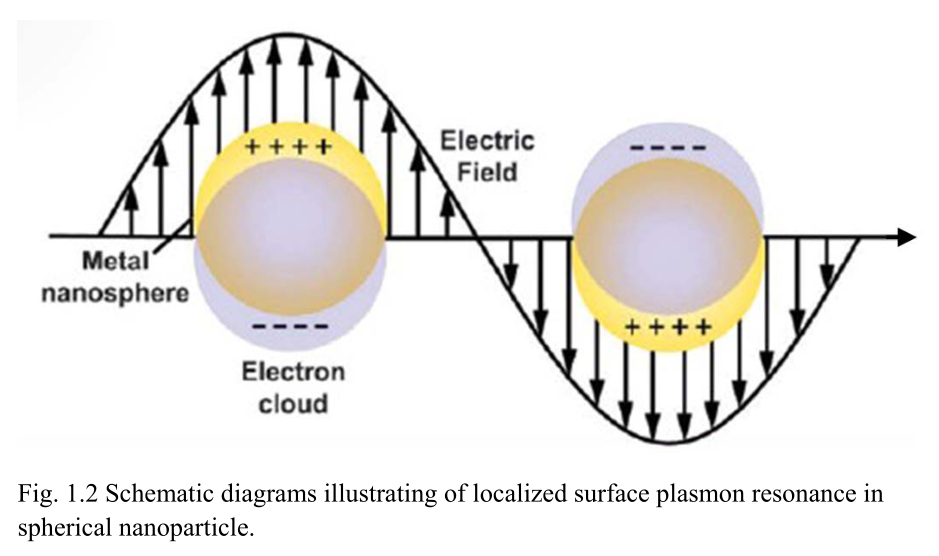 + + + +
- - - -
Electric
Field
Metal
nanosphere
- - - -
+ + + +
Electron
cloud
Fig. 1.2 Schematic diagrams illustrating of localized surface plasmon resonance in
spherical nanoparticle.